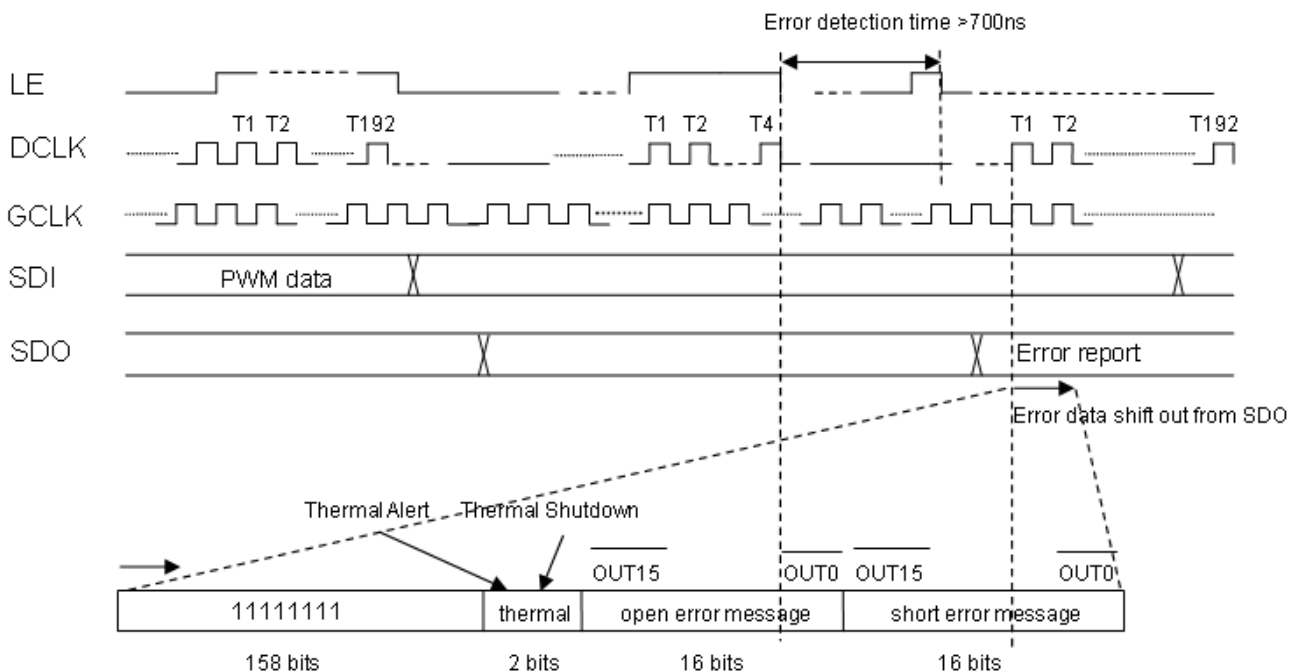 Error detection time >700ns
LE
T1 T2 T192 T1 T2 T4 T1 T2 T192
DCLK
GCLK
SDI PWM data
SDO Error report
Error data shift out from SDO
Thermal Alert Thermal Shutdown
OUT15 OUT0 OUT15 OUT0
11111111 thermal open error message short error message
158 bits 2 bits 16 bits 16 bits